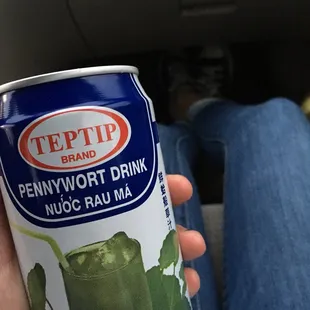 TEPTIP
BRAND
PENNYWORT DRINK
NƯỚC RAU MÁ